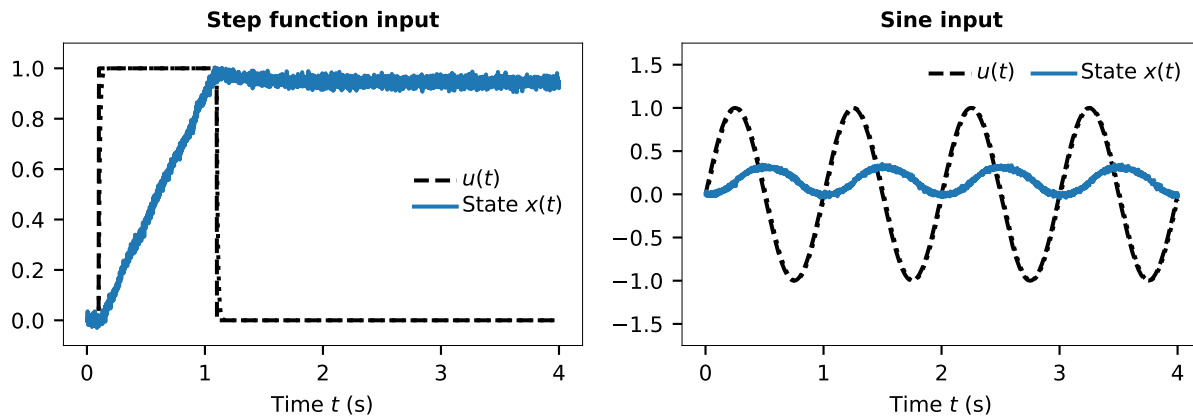 Step function input
1.0
0.8
0.6
0.4
0.2
0.0
u(t)
State x(t)
0 1 2 3 4
Time t (s)
Sine input
1.5
1.0
0.5
0.0
−0.5
−1.0
−1.5
u(t) State x(t)
0 1 2 3 4
Time t (s)